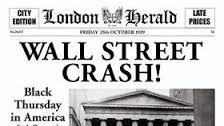 CITY EDITION
London Herald
LATE PRICES
FRIDAY 25th OCTOBER 1929
WALL STREET
CRASH!
Black
Thursday
in America